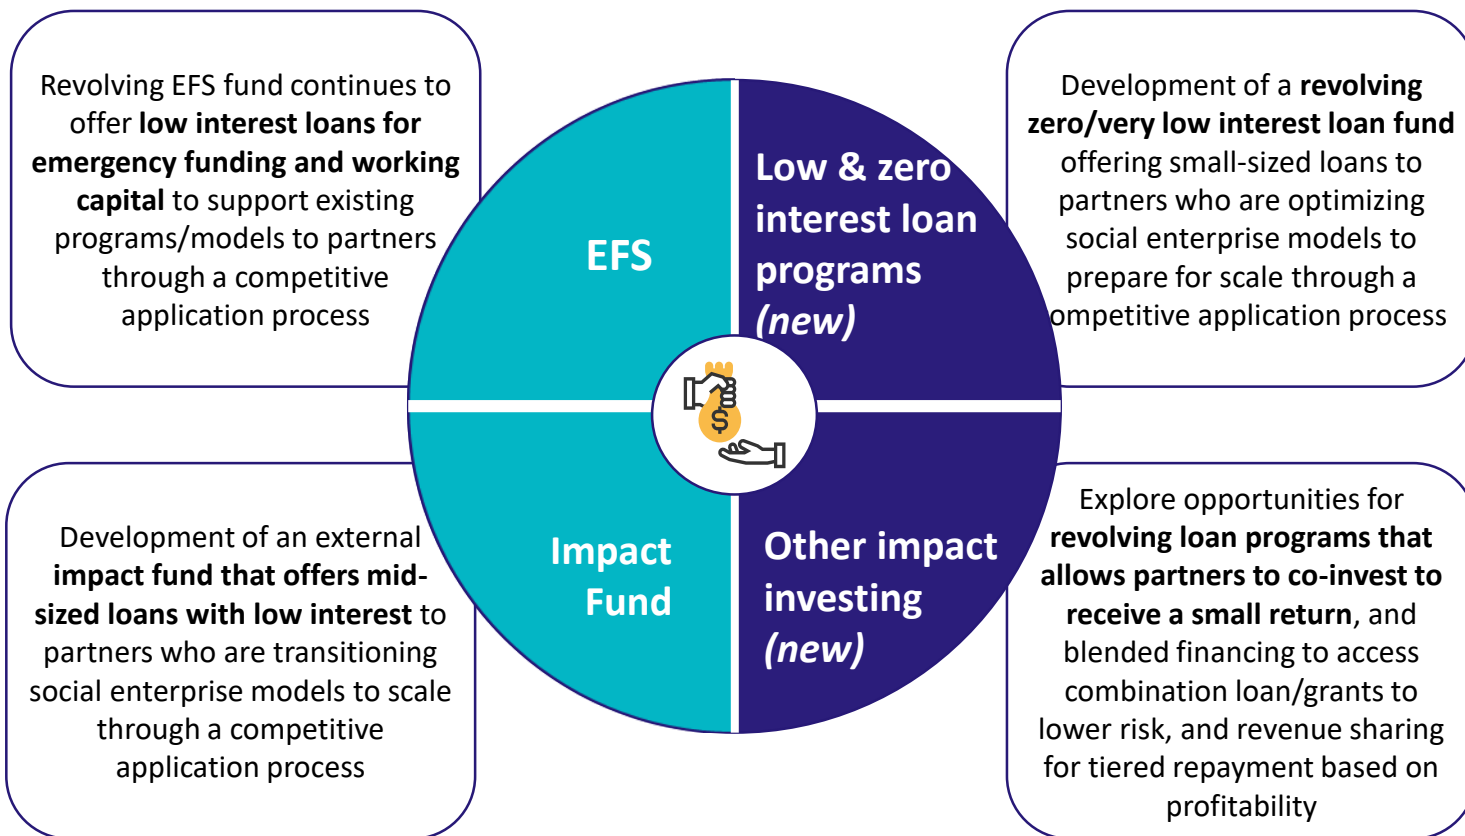 Revolving EFS fund continues to
offer low interest loans for
emergency funding and working
capital to support existing
programs/models to partners
through a competitive
application process
EFS
Low & zero
interest loan
programs
(new)
Development of a revolving
zero/very low interest loan fund
offering small-sized loans to
partners who are optimizing
social enterprise models to
prepare for scale through a
ompetitive application process
Development of an external
impact fund that offers mid-
sized loans with low interest to
partners who are transitioning
social enterprise models to scale
through a competitive
application process
Impact
Fund
$
Other impact
investing
(new)
Explore opportunities for
revolving loan programs that
allows partners to co-invest to
receive a small return, and
blended financing to access
combination loan/grants to
lower risk, and revenue sharing
for tiered repayment based on
profitability